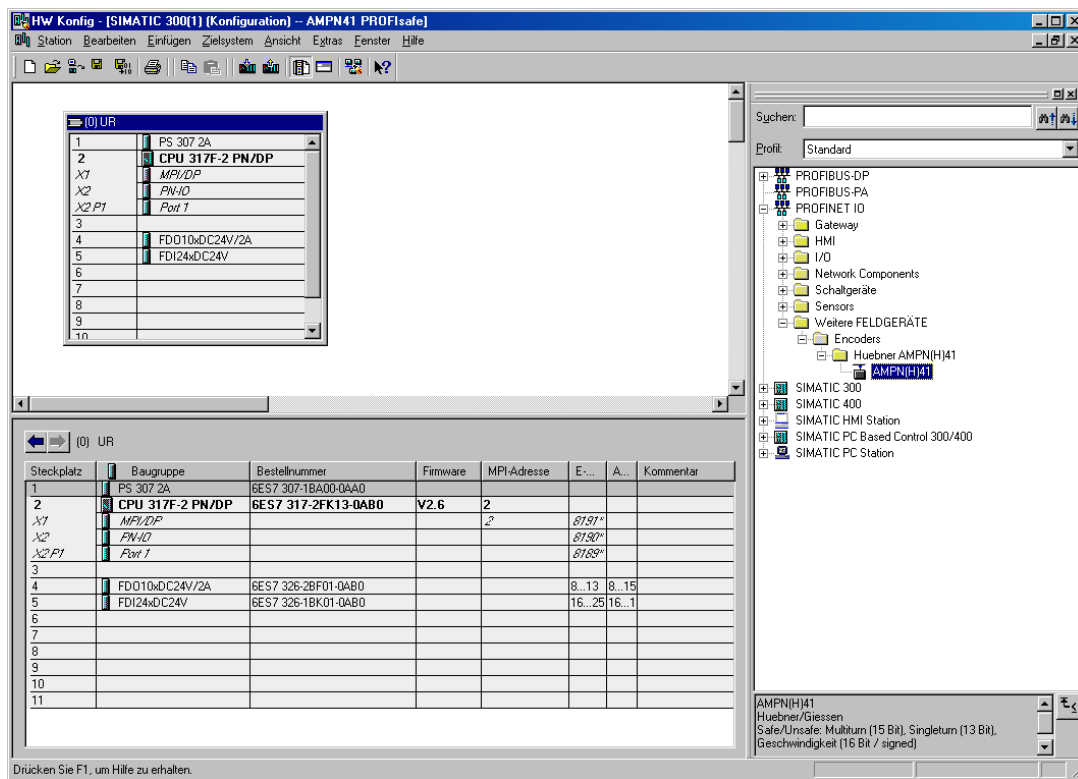 HW Konfig - [SIMATIC 300(1) (Konfiguration) -- AMPN41 PROFIsafe]
Station Bearbeiten Einfügen Zielsystem Ansicht Extras Fenster Hilfe
(0) UR
1 PS 307 2A
2 CPU 317F-2 PN/DP
X1 MPI/DP
X2 PN-IO
X2 P1 Port 1
3
4 FDO10xDC24V/2A
5 FDI24xDC24V
6
7
8
9
10
Suchen:
Profil: Standard
PROFIBUS-DP
PROFIBUS-PA
PROFINET IO
Gateway
HMI
I/O
Network Components
Schaltgeräte
Sensors
Weitere FELDGERÄTE
Encoders
Huebner AMPN(H)41
AMPN(H)41
SIMATIC 300
SIMATIC 400
SIMATIC HMI Station
SIMATIC PC Based Control 300/400
SIMATIC PC Station
(0) UR
Steckplatz Baugruppe Bestellnummer Firmware MPI-Adresse E-... A... Kommentar
1 PS 307 2A 6ES7 307-1BA00-0AA0
2 CPU 317F-2 PN/DP 6ES7 317-2FK13-0AB0 V2.6 2
X1 MPI/DP 2 8191*
X2 PN-IO 8190*
X2 P1 Port 1 8189*
3
4 FDO10xDC24V/2A 6ES7 326-2BF01-0AB0 8...13 8...15
5 FDI24xDC24V 6ES7 326-1BK01-0AB0 16...25 16...1
6
7
8
9
10
11
AMPN(H)41
Huebner/Giessen
Safe/Unsafe: Multiturn (15 Bit), Singleturn (13 Bit),
Geschwindigkeit (16 Bit / signed)
Drücken Sie F1, um Hilfe zu erhalten.